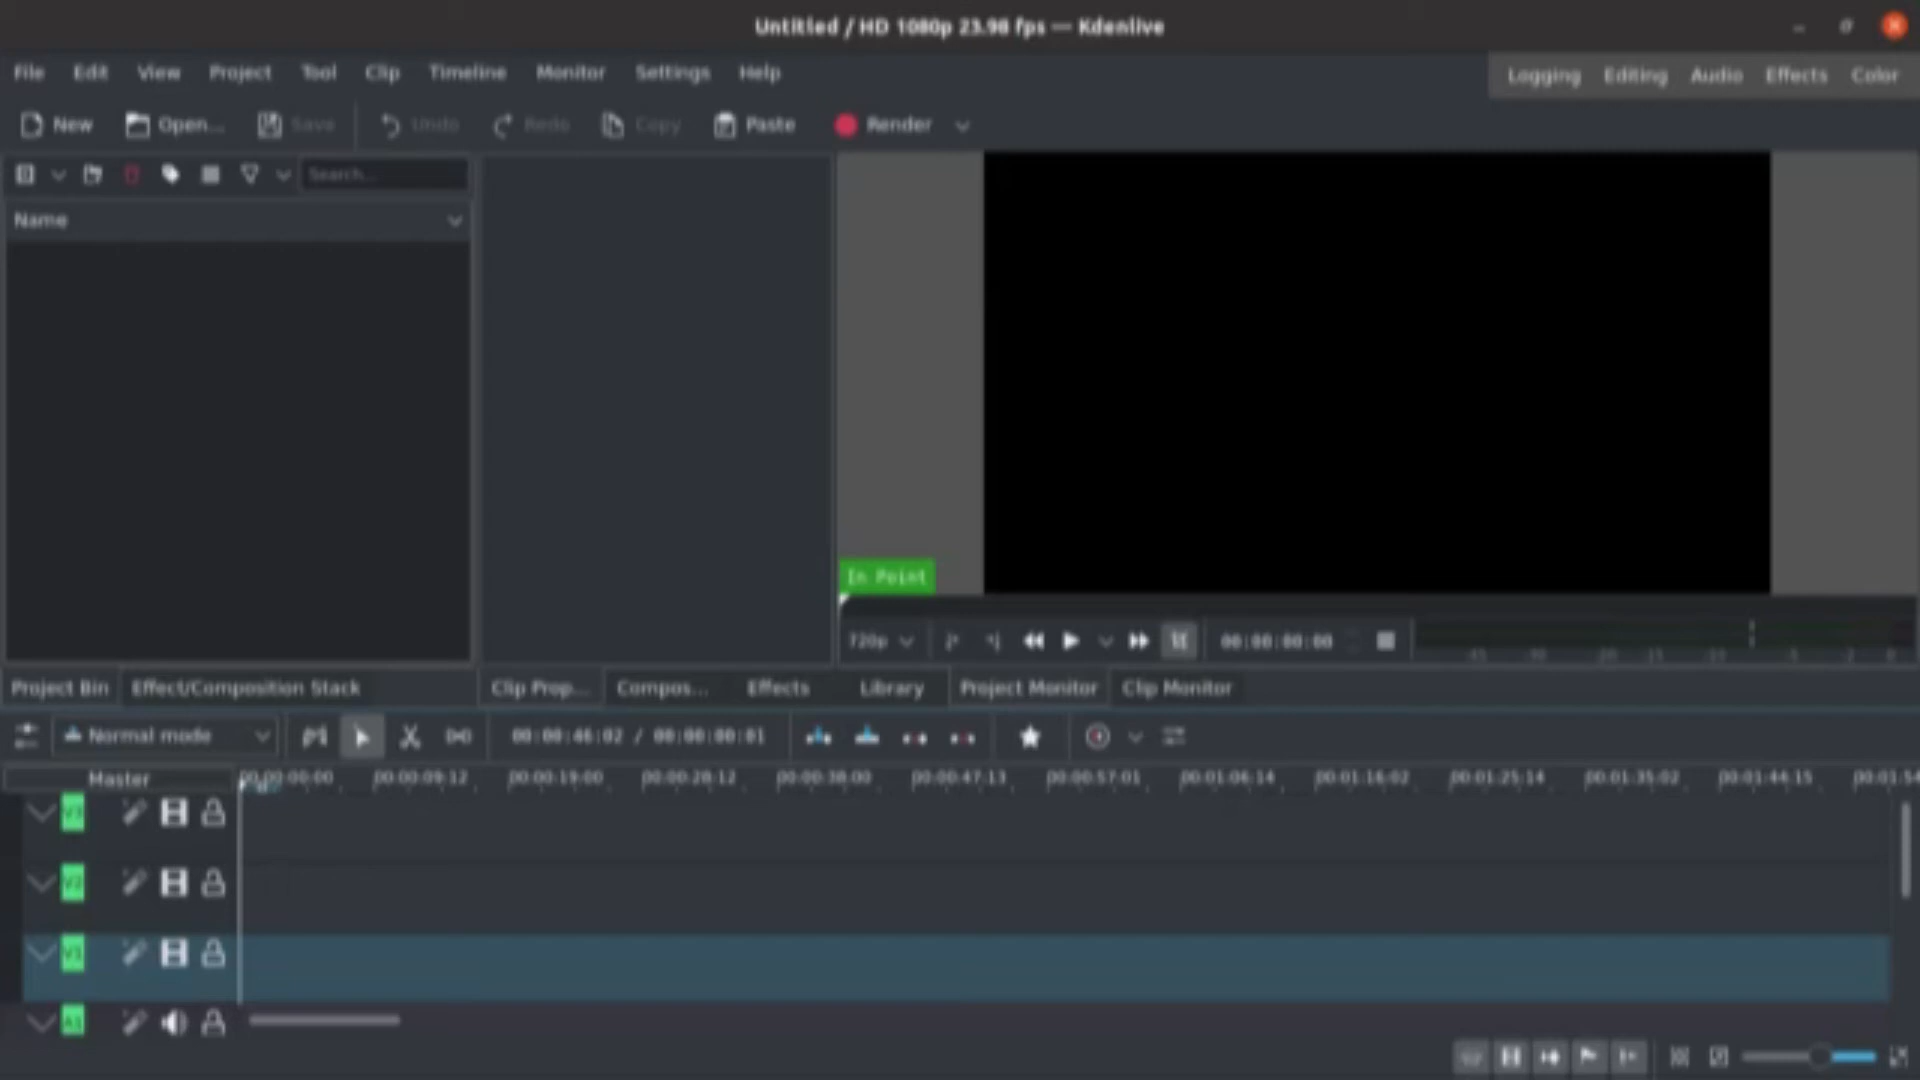 Untitled / HD 1080p 23.98 fps — Kdenlive
File Edit View Project Tool Clip Timeline Monitor Settings Help
Logging Editing Audio Effects Color
New Open... Save Undo Redo Copy Paste Render
Search...
Name
In Point
720p 00:00:00:00
Project Bin Effect/Composition Stack Clip Prop... Compos... Effects Library Project Monitor Clip Monitor
Normal mode 00:00:46:02 / 00:00:00:01
Master 00:00:00:00 00:00:09:12 00:00:19:00 00:00:28:12 00:00:38:00 00:00:47:13 00:00:57:01 00:01:06:14 00:01:16:02 00:01:25:14 00:01:35:02 00:01:44:15 00:01:54
V3
V2
V1
A1